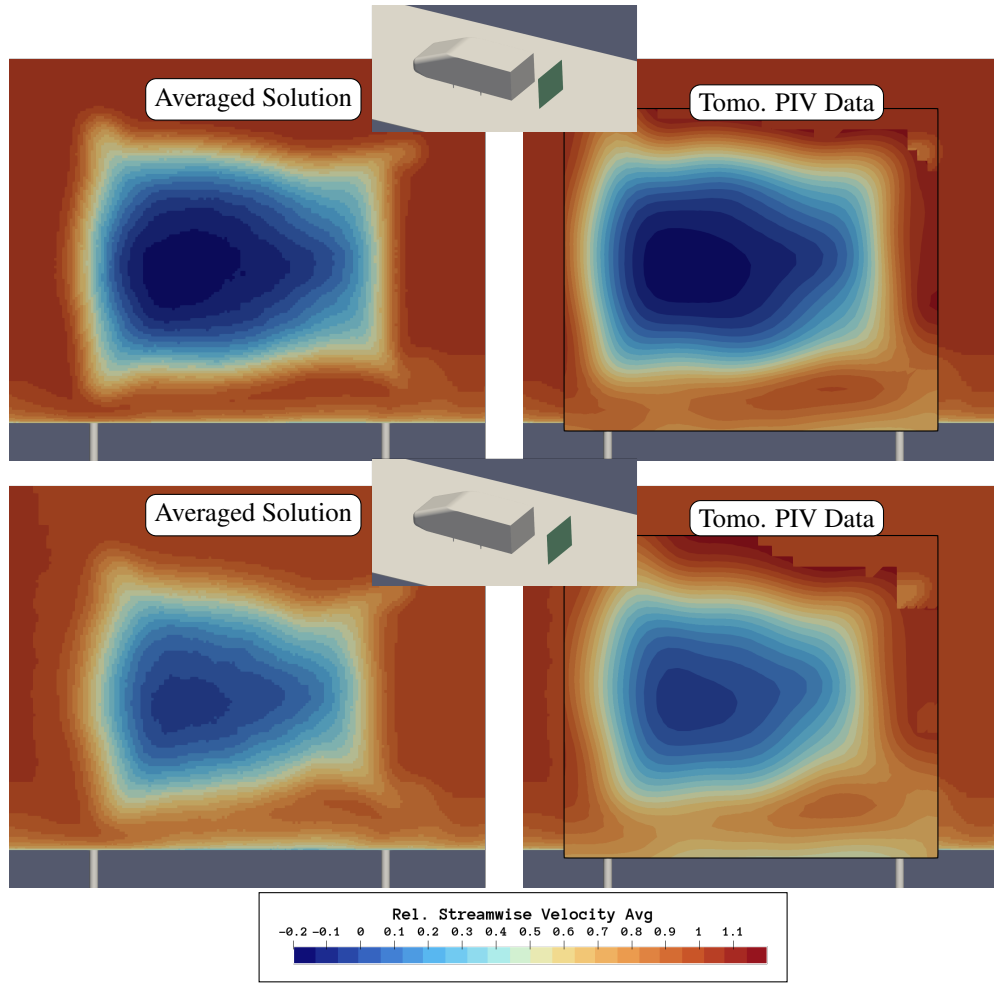 Averaged Solution
Tomo. PIV Data
Averaged Solution
Tomo. PIV Data
Rel. Streamwise Velocity Avg
-0.2 -0.1 0 0.1 0.2 0.3 0.4 0.5 0.6 0.7 0.8 0.9 1 1.1